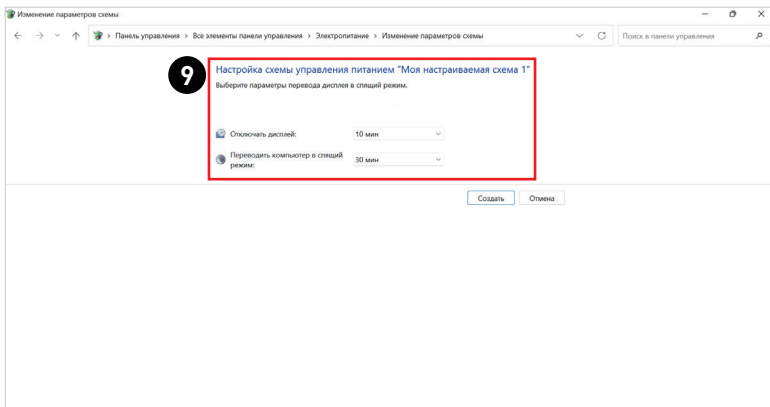 Изменение параметров схемы
Панель управления > Все элементы панели управления > Электропитание > Изменение параметров схемы
Поиск в панели управления
9
Настройка схемы управления питанием "Моя настраиваемая схема 1"
Выберите параметры перевода дисплея в спящий режим.
Отключать дисплей: 10 мин
Переводить компьютер в спящий
режим: 30 мин
Создать Отмена